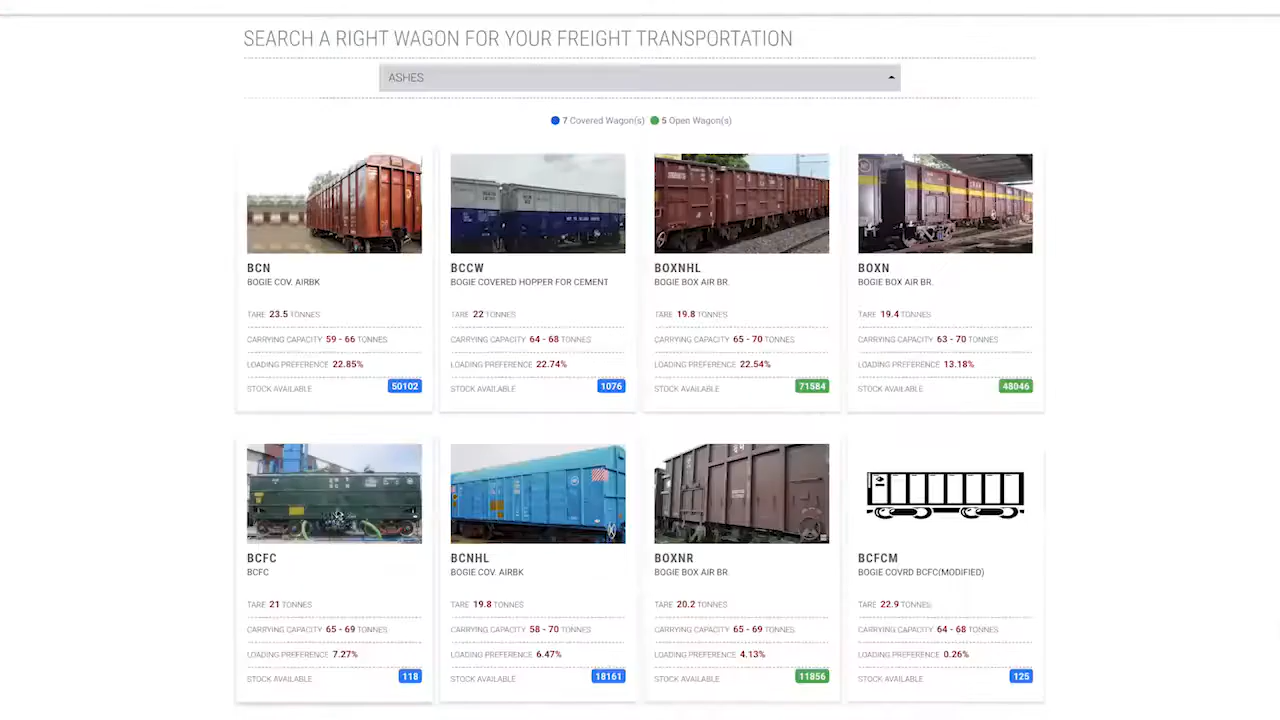 SEARCH A RIGHT WAGON FOR YOUR FREIGHT TRANSPORTATION
ASHES
7 Covered Wagon(s) 5 Open Wagon(s)
BCN
BOGIE COV. AIRBK
TARE 23.5 TONNES
CARRYING CAPACITY 59 - 66 TONNES
LOADING PREFERENCE 22.85%
STOCK AVAILABLE 50102
BCCW
BOGIE COVERED HOPPER FOR CEMENT
TARE 22 TONNES
CARRYING CAPACITY 64 - 68 TONNES
LOADING PREFERENCE 22.74%
STOCK AVAILABLE 1076
BOXNHL
BOGIE BOX AIR BR.
TARE 19.8 TONNES
CARRYING CAPACITY 65 - 70 TONNES
LOADING PREFERENCE 22.54%
STOCK AVAILABLE 71584
BOXN
BOGIE BOX AIR BR.
TARE 19.4 TONNES
CARRYING CAPACITY 63 - 70 TONNES
LOADING PREFERENCE 13.18%
STOCK AVAILABLE 48046
BCFC
BCFC
TARE 21 TONNES
CARRYING CAPACITY 65 - 69 TONNES
LOADING PREFERENCE 7.27%
STOCK AVAILABLE 118
BCNHL
BOGIE COV. AIRBK
TARE 19.8 TONNES
CARRYING CAPACITY 58 - 70 TONNES
LOADING PREFERENCE 6.47%
STOCK AVAILABLE 18161
BOXNR
BOGIE BOX AIR BR
TARE 20.2 TONNES
CARRYING CAPACITY 65 - 69 TONNES
LOADING PREFERENCE 4.13%
STOCK AVAILABLE 11856
BCFCM
BOGIE COVRD BCFC(MODIFIED)
TARE 22.9 TONNES
CARRYING CAPACITY 64 - 68 TONNES
LOADING PREFERENCE 0.26%
STOCK AVAILABLE 125